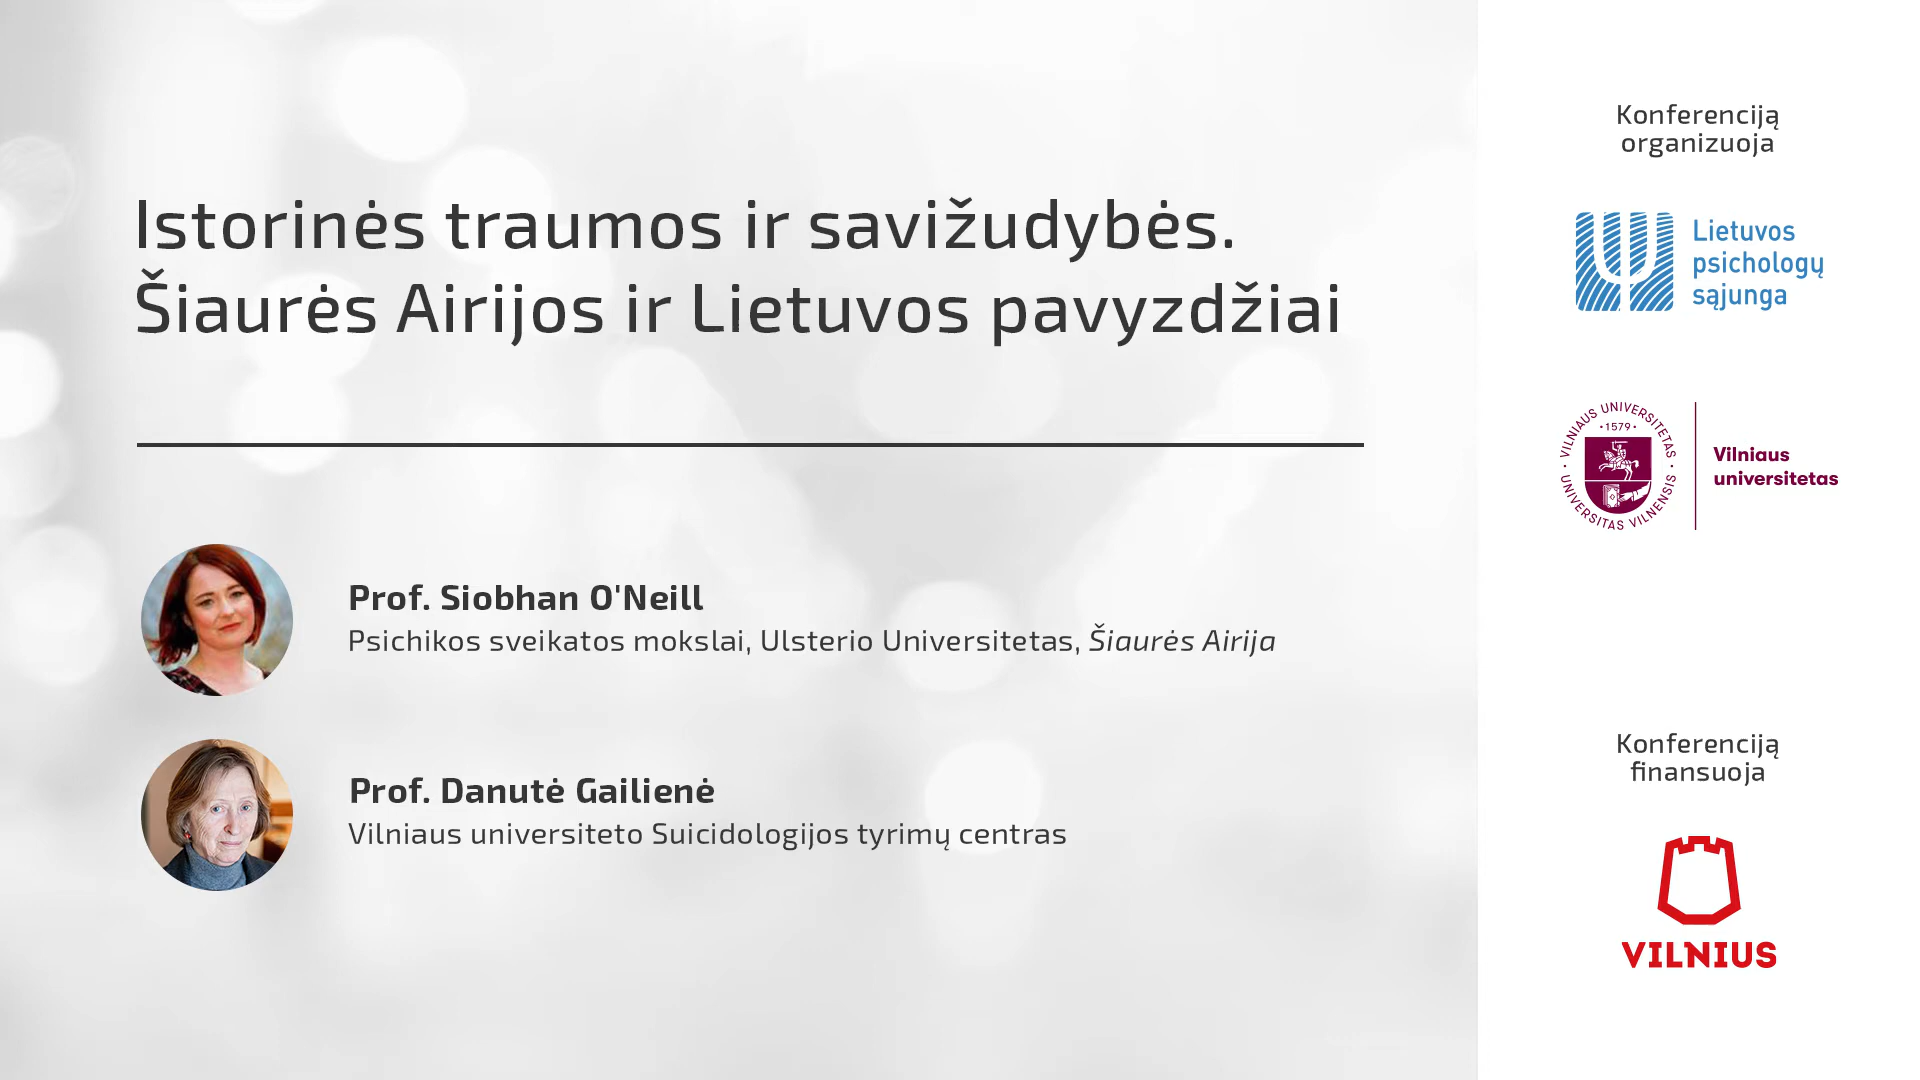 Istorinės traumos ir savižudybės.
Šiaurės Airijos ir Lietuvos pavyzdžiai
Prof. Siobhan O'Neill
Psichikos sveikatos mokslai, Ulsterio Universitetas, Šiaurės Airija
Prof. Danutė Gailienė
Vilniaus universiteto Suicidologijos tyrimų centras
Konferenciją
organizuoja
Lietuvos
psichologų
sąjunga
VILNIAUS UNIVERSITETAS
1579
UNIVERSITAS VILNENSIS
Vilniaus
universitetas
Konferenciją
finansuoja
VILNIUS